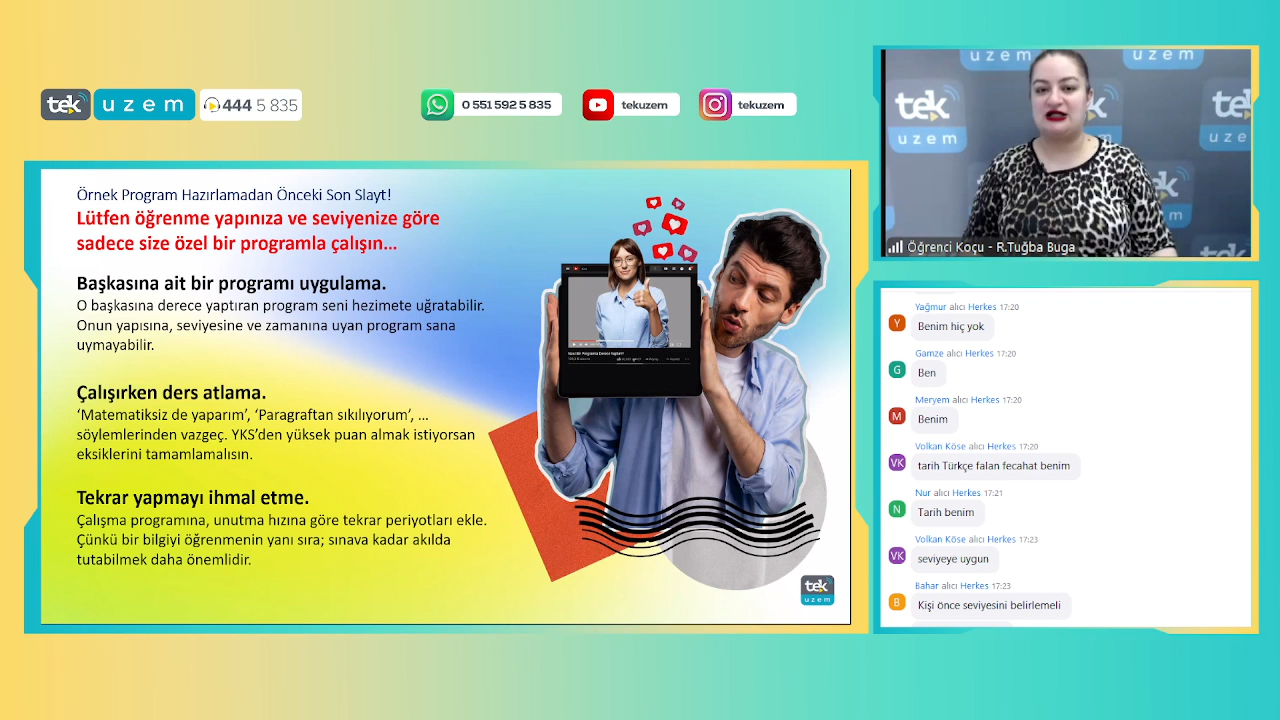 tek uzem 444 5 835
0 551 592 5 835
tekuzem
tekuzem
Örnek Program Hazırlamadan Önceki Son Slayt!
Lütfen öğrenme yapınıza ve seviyenize göre
sadece size özel bir programla çalışın...
Başkasına ait bir programı uygulama.
O başkasına derece yaptıran program seni hezimete uğratabilir.
Onun yapısına, seviyesine ve zamanına uyan program sana
uymayabilir.
Çalışırken ders atlama.
‘Matematiksiz de yaparım’, ‘Paragraftan sıkılıyorum’, ...
söylemlerinden vazgeç. YKS’den yüksek puan almak istiyorsan
eksiklerini tamamlamalısın.
Tekrar yapmayı ihmal etme.
Çalışma programına, unutma hızına göre tekrar periyotları ekle.
Çünkü bir bilgiyi öğrenmenin yanı sıra; sınava kadar akılda
tutabilmek daha önemlidir.
tek
uzem
uzem
uzem
tek
uzem
tek
uze
Öğrenci Koçu - R.Tuğba Buga
Yağmur alıcı Herkes 17:20
Y
Benim hiç yok
Gamze alıcı Herkes 17:20
G
Ben
Meryem alıcı Herkes 17:20
M
Benim
Volkan Köse alıcı Herkes 17:20
VK
tarih Türkçe falan fecahat benim
Nur alıcı Herkes 17:21
N
Tarih benim
Volkan Köse alıcı Herkes 17:23
VK
seviyeye uygun
Bahar alıcı Herkes 17:23
B
Kişi önce seviyesini belirlemeli